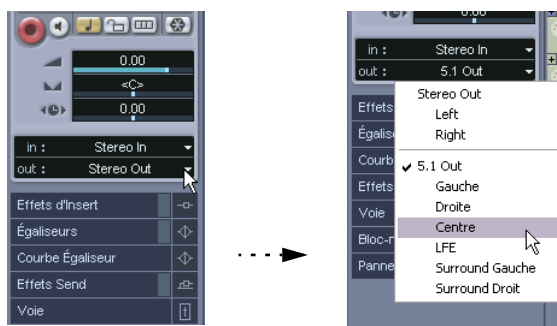 0.00
<C>
0.00
in : Stereo In
out : Stereo Out
Effets d'Insert
Égaliseurs
Courbe Égaliseur
Effets Send
Voie
0.00
in : Stereo In
out : 5.1 Out
Effets
Égalis
Courb
Effets
Voie
Bloc-n
Panne
Stereo Out
Left
Right
5.1 Out
Gauche
Droite
Centre
LFE
Surround Gauche
Surround Droit